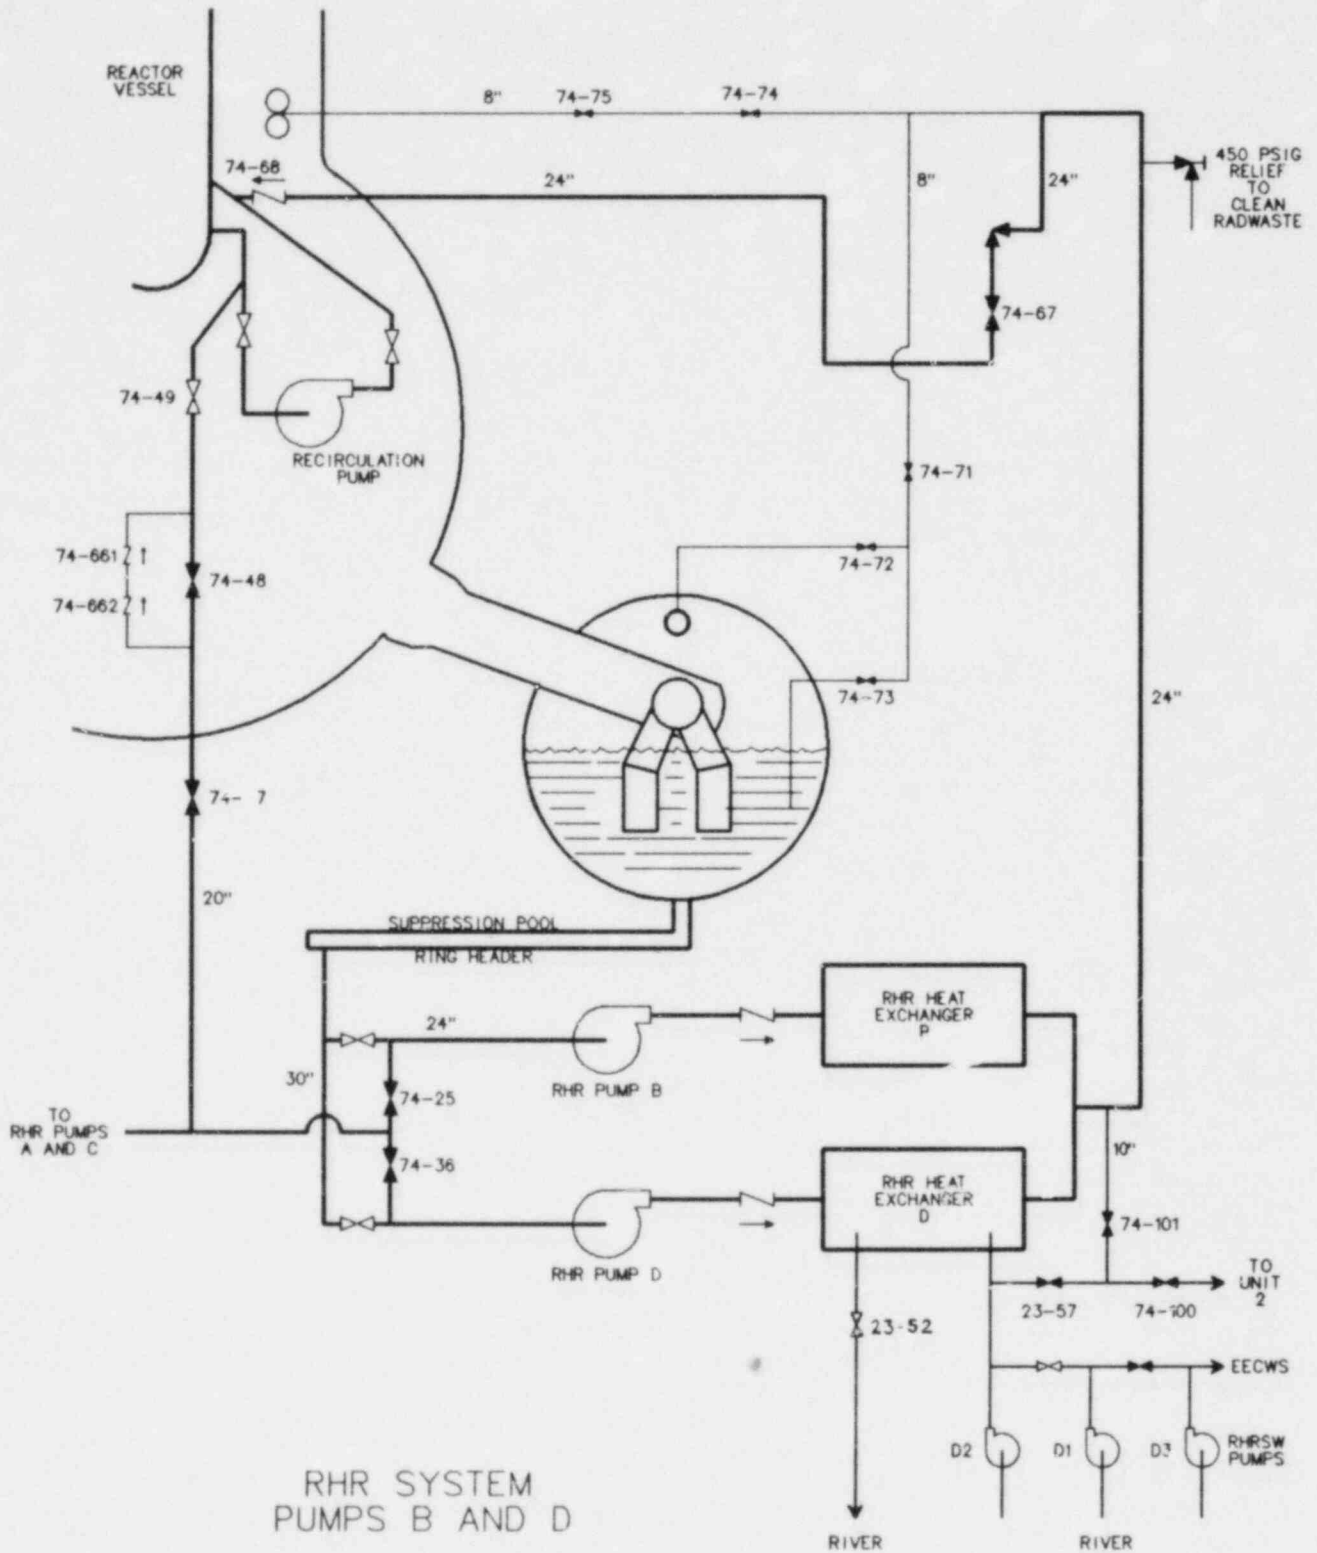 REACTOR
VESSEL
8"
74-75
74-74
450 PSIG
RELIEF
TO
CLEAN
RADWASTE
74-68
24"
8"
24"
74-67
74-49
RECIRCULATION
PUMP
74-71
74-661
74-48
74-72
74-662
74-73
24"
74- 7
20"
SUPPRESSION POOL
RING HEADER
RHR HEAT
EXCHANGER
P
24"
30"
74-25
RHR PUMP B
TO
RHR PUMPS
A AND C
74-36
10"
RHR HEAT
EXCHANGER
D
74-101
RHR PUMP D
TO
UNIT
2
23-57
74-100
23-52
EECWS
D2
D1
D3
RHRSW
PUMPS
RHR SYSTEM
PUMPS B AND D
RIVER
RIVER